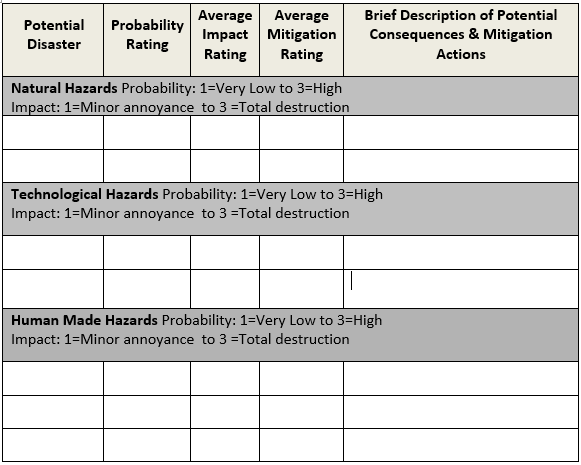 Potential Disaster
Probability Rating
Average Impact Rating
Average Mitigation Rating
Brief Description of Potential Consequences & Mitigation Actions
Natural Hazards Probability: 1=Very Low to 3=High
Impact: 1=Minor annoyance to 3 =Total destruction
Technological Hazards Probability: 1=Very Low to 3=High
Impact: 1=Minor annoyance  to 3 =Total destruction
Human Made Hazards Probability: 1=Very Low to 3=High
Impact: 1=Minor annoyance  to 3 =Total destruction